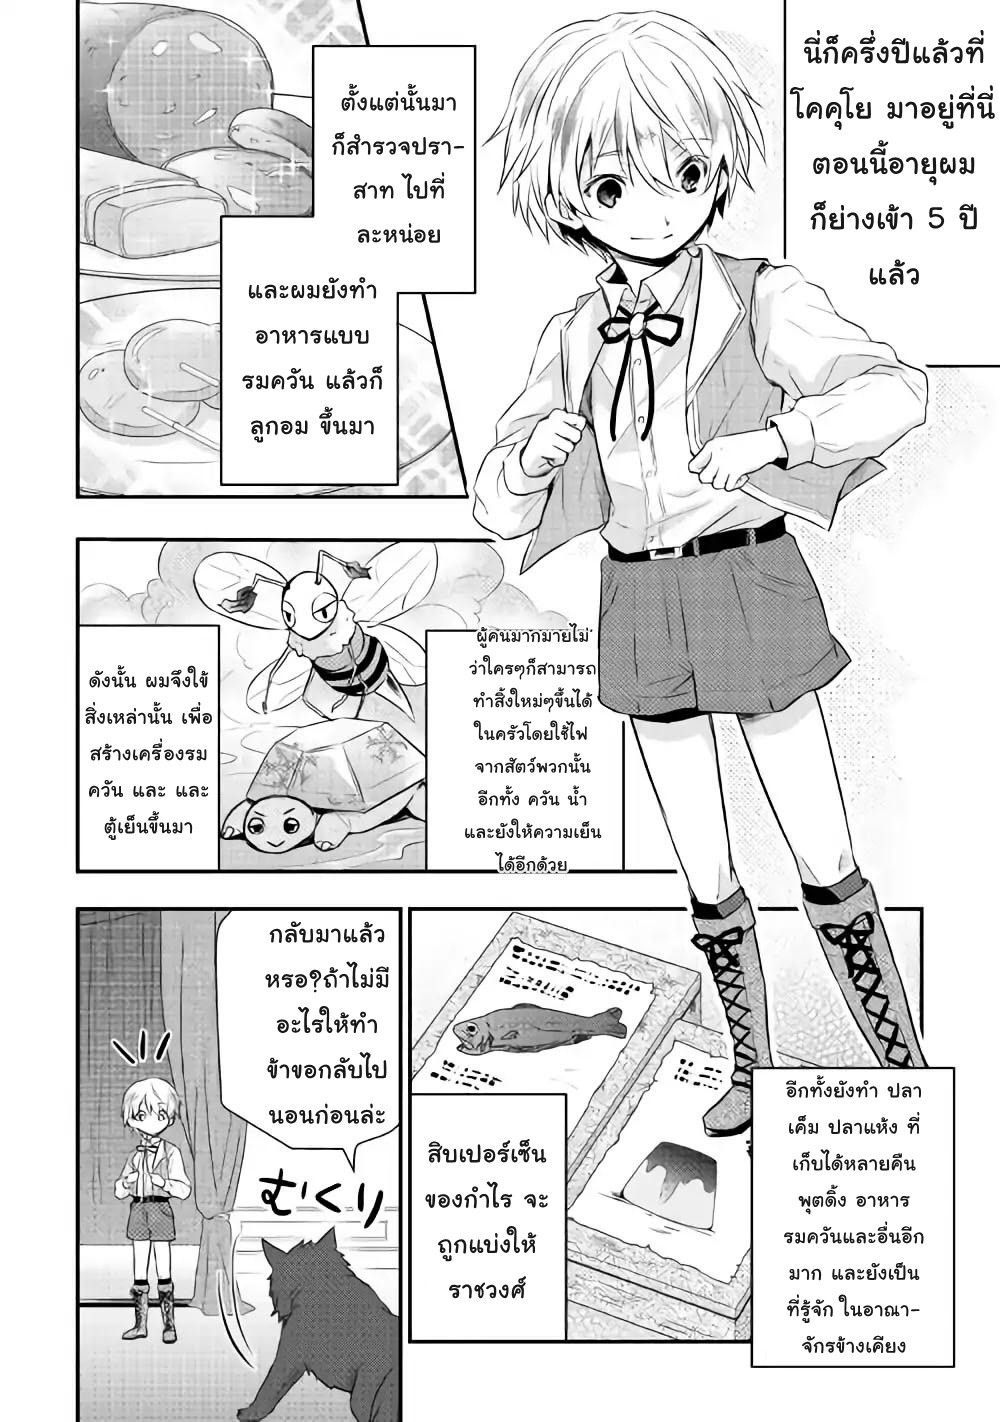 นี่ก็ครึ่งปีแล้วที่
โคคุโย มาอยู่ที่นี่
ตอนนี้อายุผม
ก็ย่างเข้า 5 ปี
แล้ว
ตั้งแต่นั้นมา
ก็สำรวจปรา-
สาท ไปที่
ละหน่อย
และผมยังทำ
อาหารแบบ
รมควัน แล้วก็
ลูกอม ขึ้นมา
ผู้คนมากมายไม่
ว่าใครๆก็สามารถ
ทำสิ้งใหม่ๆขึ้นได้
ในครัวโดยใช้ไฟ
จากสัตว์พวกนั้น
อีกทั้ง ควัน น้ำ
และยังให้ความเย็น
ได้อีกด้วย
ดังนั้น ผมจึงใข้
สิ่งเหล่านั้น เพื่อ
สร้างเครื่องรม
ควัน และ และ
ตู้เย็นขึ้นมา
อีกทั้งยังทำ ปลา
เค็ม ปลาแห้ง ที่
เก็บได้หลายคืน
พุตดิ้ง อาหาร
รมควันและอื่นอีก
มาก และยังเป็น
ที่รู้จัก ในอาณา-
จักรข้างเคียง
สิบเปอร์เซ็น
ของกำไร จะ
ถูกแบ่งให้
ราชวงศ์
กลับมาแล้ว
หรอ?ถ้าไม่มี
อะไรให้ทำ
ข้าขอกลับไป
นอนก่อนล่ะ
むくり